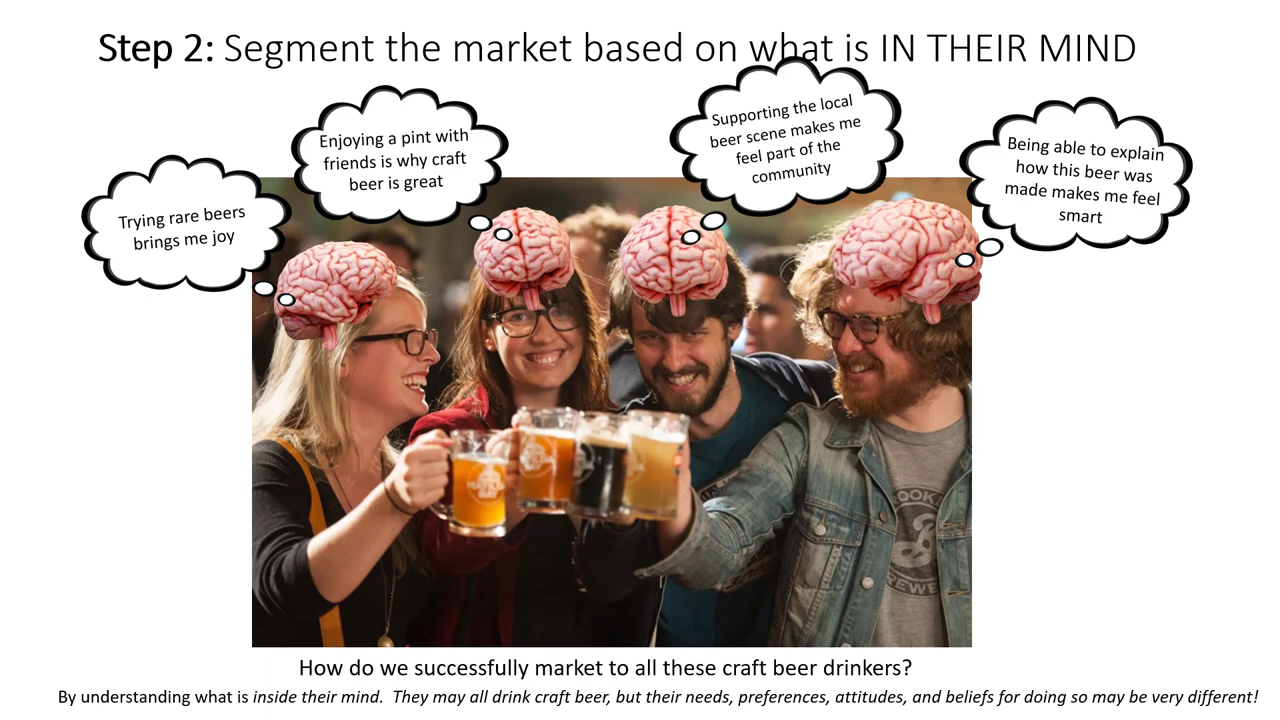 Step 2: Segment the market based on what is IN THEIR MIND
Trying rare beers
brings me joy
Enjoying a pint with
friends is why craft
beer is great
Supporting the local
beer scene makes me
feel part of the
community
Being able to explain
how this beer was
made makes me feel
smart
How do we successfully market to all these craft beer drinkers?
By understanding what is inside their mind.  They may all drink craft beer, but their needs, preferences, attitudes, and beliefs for doing so may be very different!